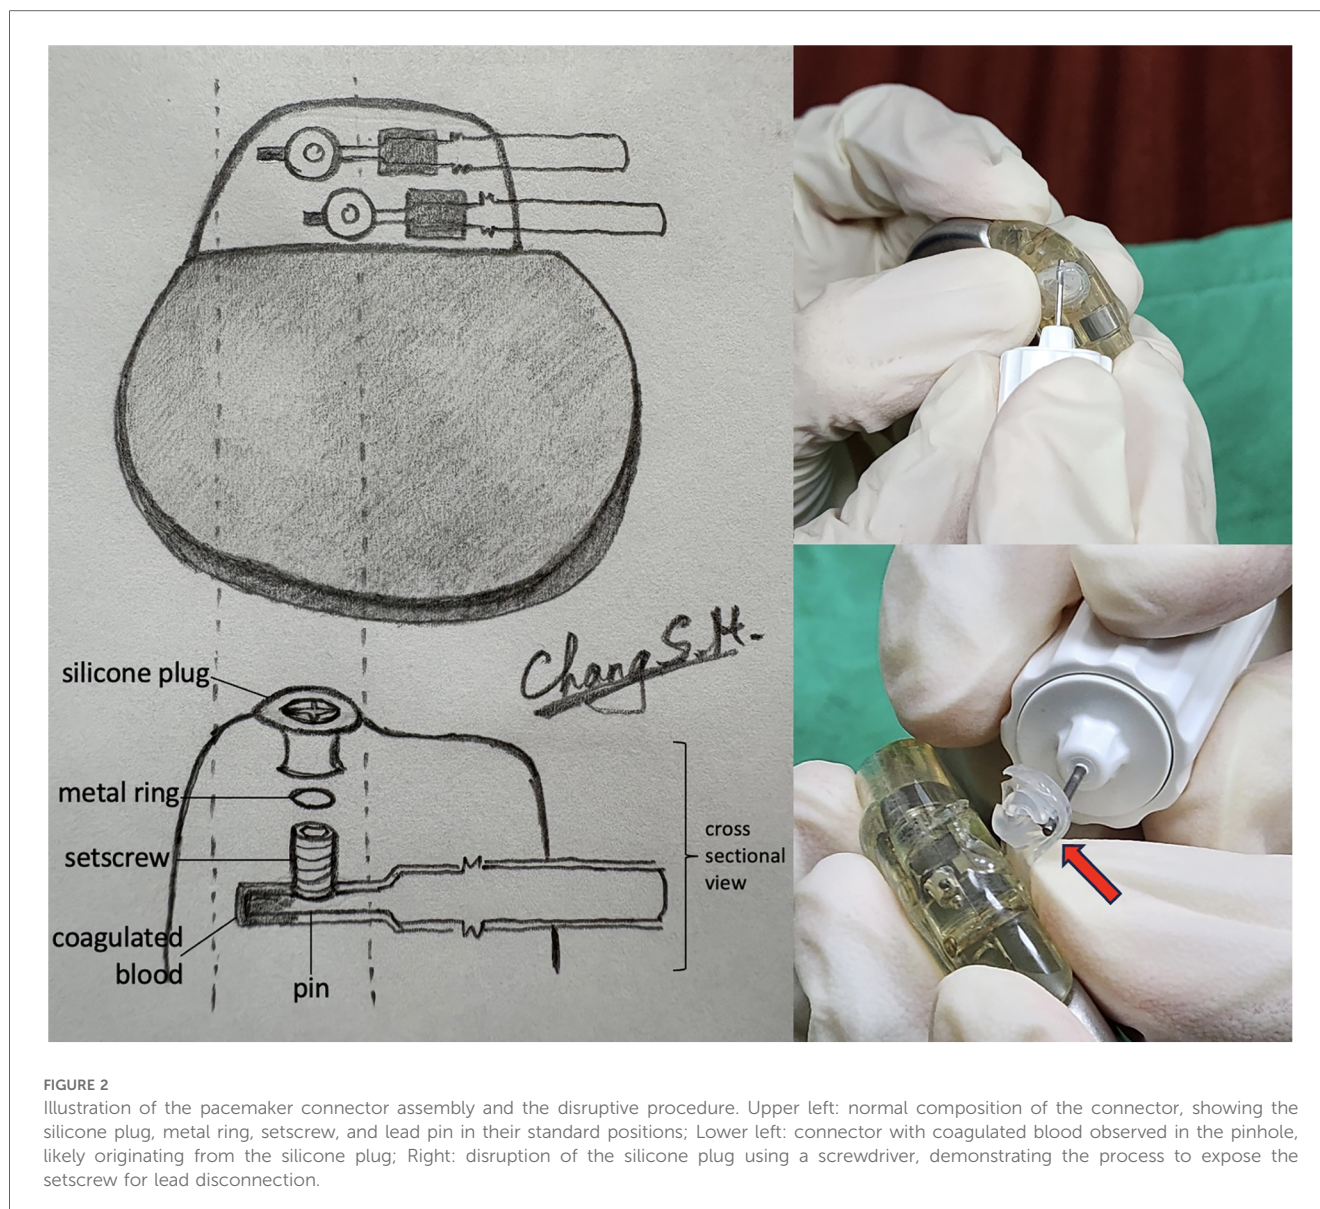 silicone plug
metal ring
setscrew
coagulated
blood
pin
cross
sectional
view
Chang S.H.
FIGURE 2
Illustration of the pacemaker connector assembly and the disruptive procedure. Upper left: normal composition of the connector, showing the
silicone plug, metal ring, setscrew, and lead pin in their standard positions; Lower left: connector with coagulated blood observed in the pinhole,
likely originating from the silicone plug; Right: disruption of the silicone plug using a screwdriver, demonstrating the process to expose the
setscrew for lead disconnection.